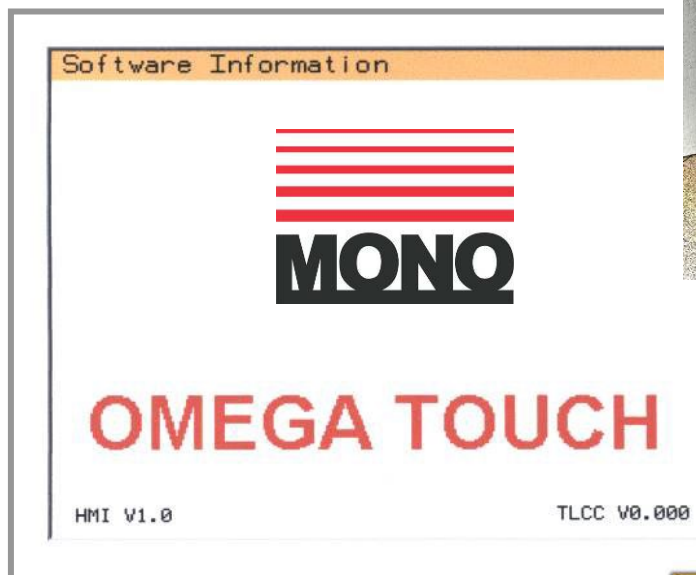 Software Information
MONO
OMEGA TOUCH
HMI V1.0
TLCC V0.000